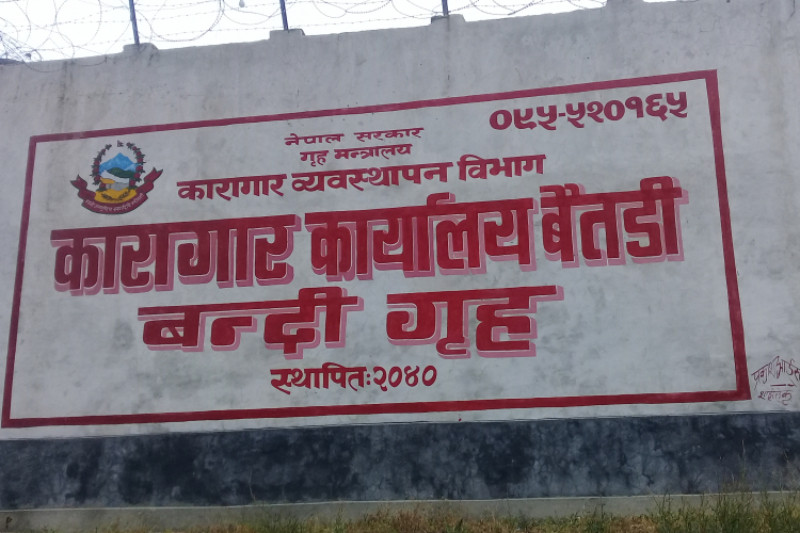 ०९५-५२०१६५
नेपाल सरकार
गृह मन्त्रालय
कारागार व्यवस्थापन विभाग
कारागार कार्यालय बैतडी
बन्दी गृह
स्थापितः२०४०